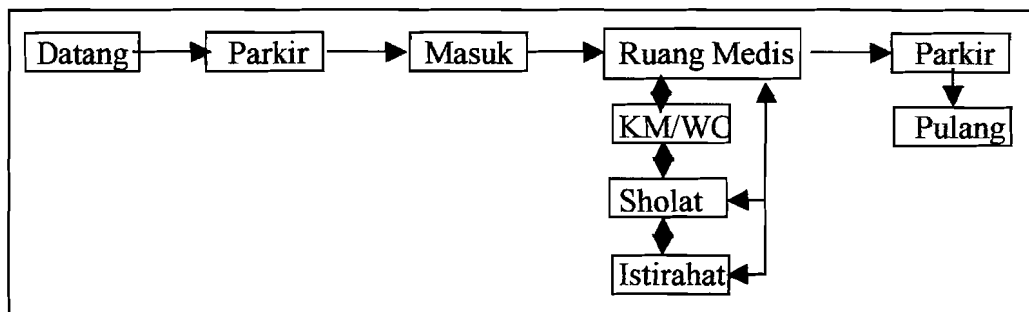 Datang Parkir Masuk Ruang Medis Parkir
KM/WC Pulang
Sholat
Istirahat